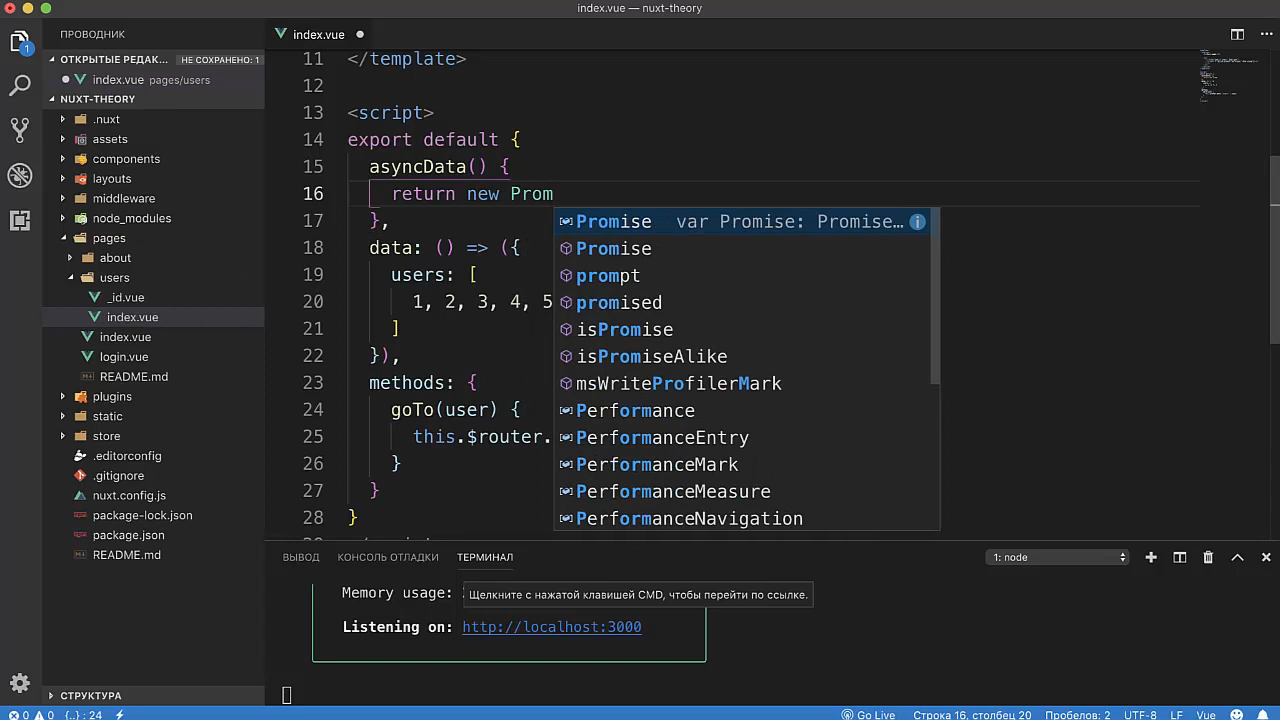 index.vue — nuxt-theory
ПРОВОДНИК
index.vue
1
ОТКРЫТЫЕ РЕДАК... НЕ СОХРАНЕНО: 1
index.vue pages/users
NUXT-THEORY
.nuxt
assets
components
layouts
middleware
node_modules
pages
about
users
_id.vue
index.vue
index.vue
login.vue
README.md
plugins
static
store
.editorconfig
.gitignore
nuxt.config.js
package-lock.json
package.json
README.md
СТРУКТУРА
11 </template>
12
13 <script>
14 export default {
15 asyncData() {
16 return new Prom
17 },
18 data: () => ({
19 users: [
20 1, 2, 3, 4, 5
21 ]
22 }),
23 methods: {
24 goTo(user) {
25 this.$router.
26 }
27 }
28 }
Promise var Promise: Promise…
Promise
prompt
promised
isPromise
isPromiseAlike
msWriteProfilerMark
Performance
PerformanceEntry
PerformanceMark
PerformanceMeasure
PerformanceNavigation
ВЫВОД КОНСОЛЬ ОТЛАДКИ ТЕРМИНАЛ 1: node
Memory usage:
Щелкните с нажатой клавишей CMD, чтобы перейти по ссылке.
Listening on: http://localhost:3000
0 0 {..} : 24 Go Live Строка 16, столбец 20 Пробелов: 2 UTF-8 LF Vue